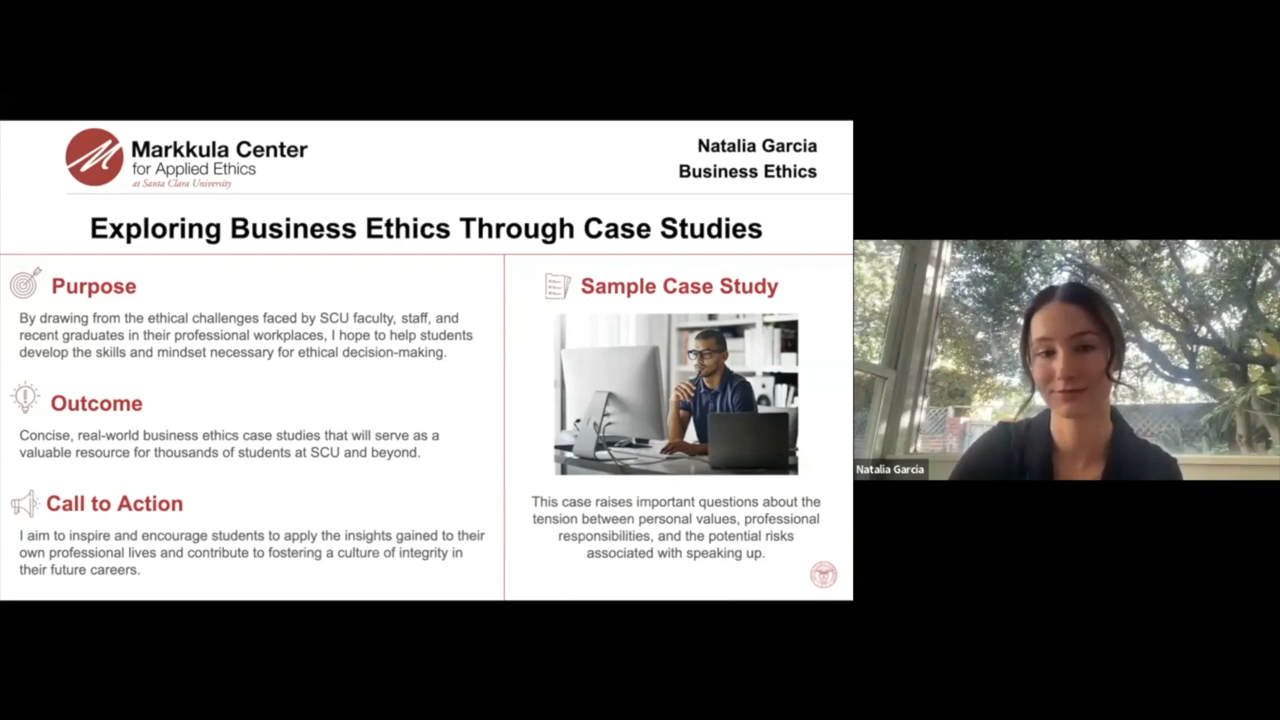 Markkula Center
for Applied Ethics
at Santa Clara University
Natalia Garcia
Business Ethics
Exploring Business Ethics Through Case Studies
Purpose
By drawing from the ethical challenges faced by SCU faculty, staff, and
recent graduates in their professional workplaces, I hope to help students
develop the skills and mindset necessary for ethical decision-making.
Outcome
Concise, real-world business ethics case studies that will serve as a
valuable resource for thousands of students at SCU and beyond.
Call to Action
I aim to inspire and encourage students to apply the insights gained to their
own professional lives and contribute to fostering a culture of integrity in
their future careers.
Sample Case Study
This case raises important questions about the
tension between personal values, professional
responsibilities, and the potential risks
associated with speaking up.
Natalia Garcia